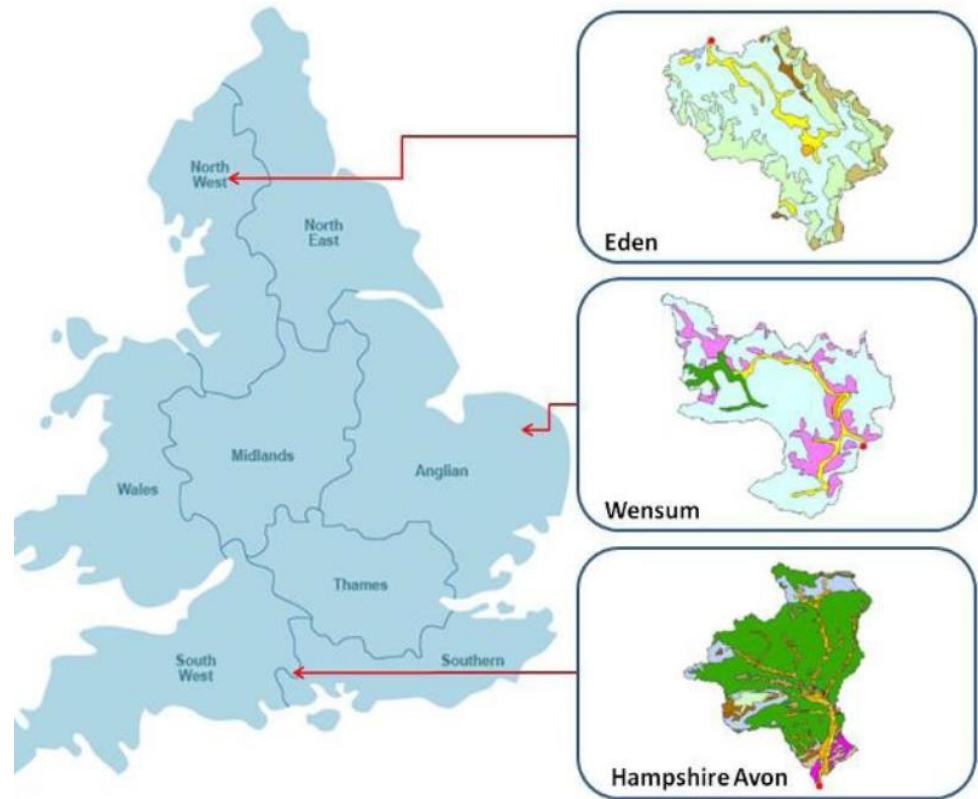 North
West
North
East
Midlands
Wales
Anglian
Thames
South
West
Southern
Eden
Wensum
Hampshire Avon